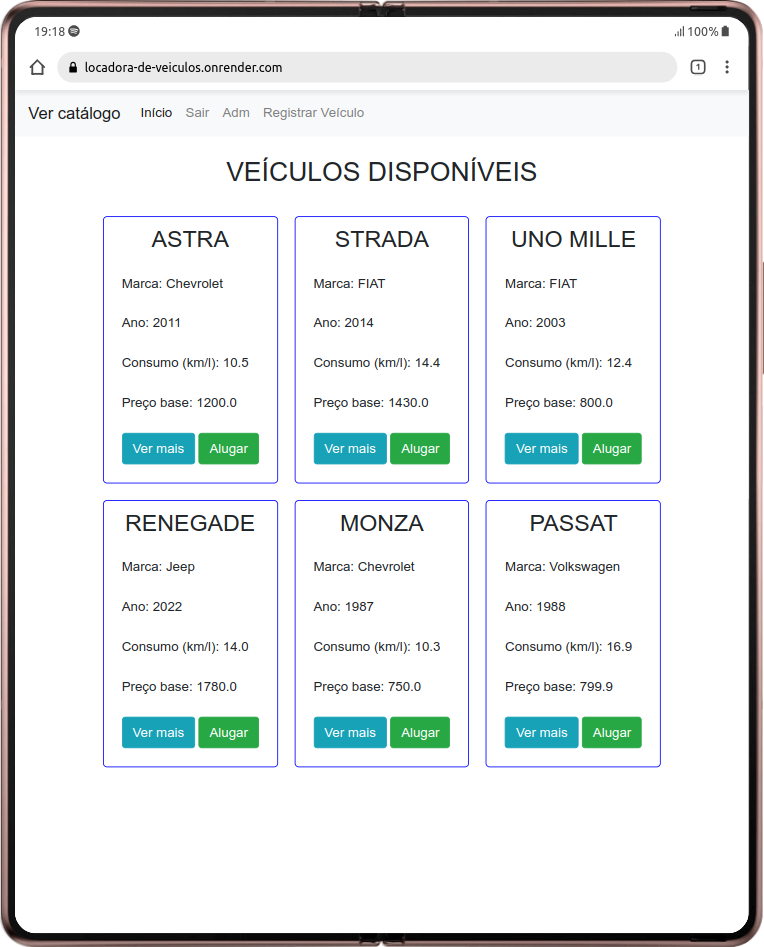 19:18 100%
locadora-de-veiculos.onrender.com 1
Ver catálogo Início Sair Adm Registrar Veículo
VEÍCULOS DISPONÍVEIS
ASTRA
Marca: Chevrolet
Ano: 2011
Consumo (km/l): 10.5
Preço base: 1200.0
Ver mais Alugar
STRADA
Marca: FIAT
Ano: 2014
Consumo (km/l): 14.4
Preço base: 1430.0
Ver mais Alugar
UNO MILLE
Marca: FIAT
Ano: 2003
Consumo (km/l): 12.4
Preço base: 800.0
Ver mais Alugar
RENEGADE
Marca: Jeep
Ano: 2022
Consumo (km/l): 14.0
Preço base: 1780.0
Ver mais Alugar
MONZA
Marca: Chevrolet
Ano: 1987
Consumo (km/l): 10.3
Preço base: 750.0
Ver mais Alugar
PASSAT
Marca: Volkswagen
Ano: 1988
Consumo (km/l): 16.9
Preço base: 799.9
Ver mais Alugar